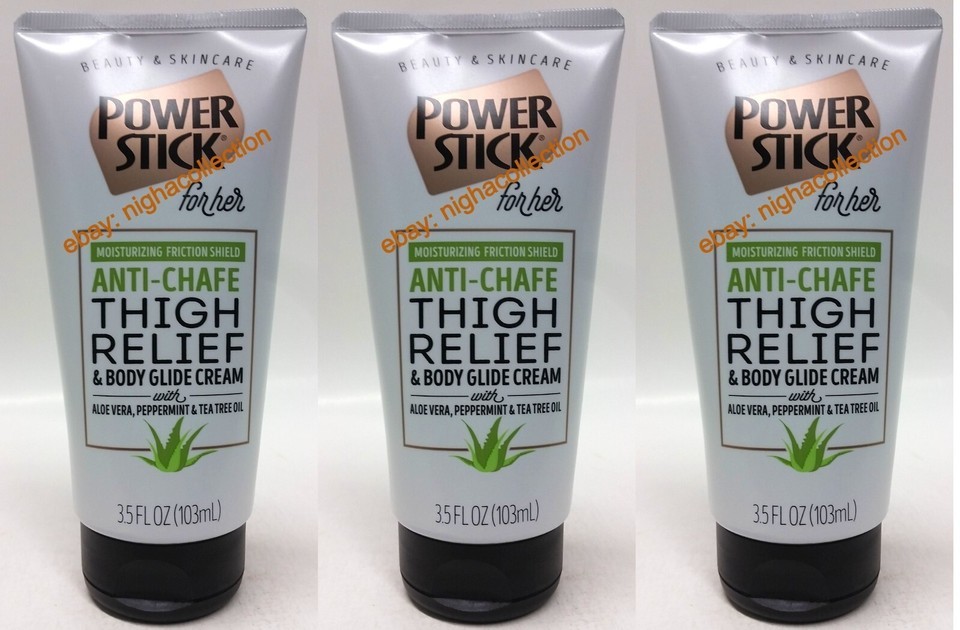 BEAUTY & SKINCARE
POWER
STICK®
for her
ebay: nighacollection
MOISTURIZING FRICTION SHIELD
ANTI-CHAFE
THIGH
RELIEF
& BODY GLIDE CREAM
with
ALOE VERA, PEPPERMINT & TEA TREE OIL
3.5 FL OZ (103mL)
BEAUTY & SKINCARE
POWER
STICK®
for her
ebay: nighacollection
MOISTURIZING FRICTION SHIELD
ANTI-CHAFE
THIGH
RELIEF
& BODY GLIDE CREAM
with
ALOE VERA, PEPPERMINT & TEA TREE OIL
3.5 FL OZ (103mL)
BEAUTY & SKINCARE
POWER
STICK®
for her
ebay: nighacollection
MOISTURIZING FRICTION SHIELD
ANTI-CHAFE
THIGH
RELIEF
& BODY GLIDE CREAM
with
ALOE VERA, PEPPERMINT & TEA TREE OIL
3.5 FL OZ (103mL)